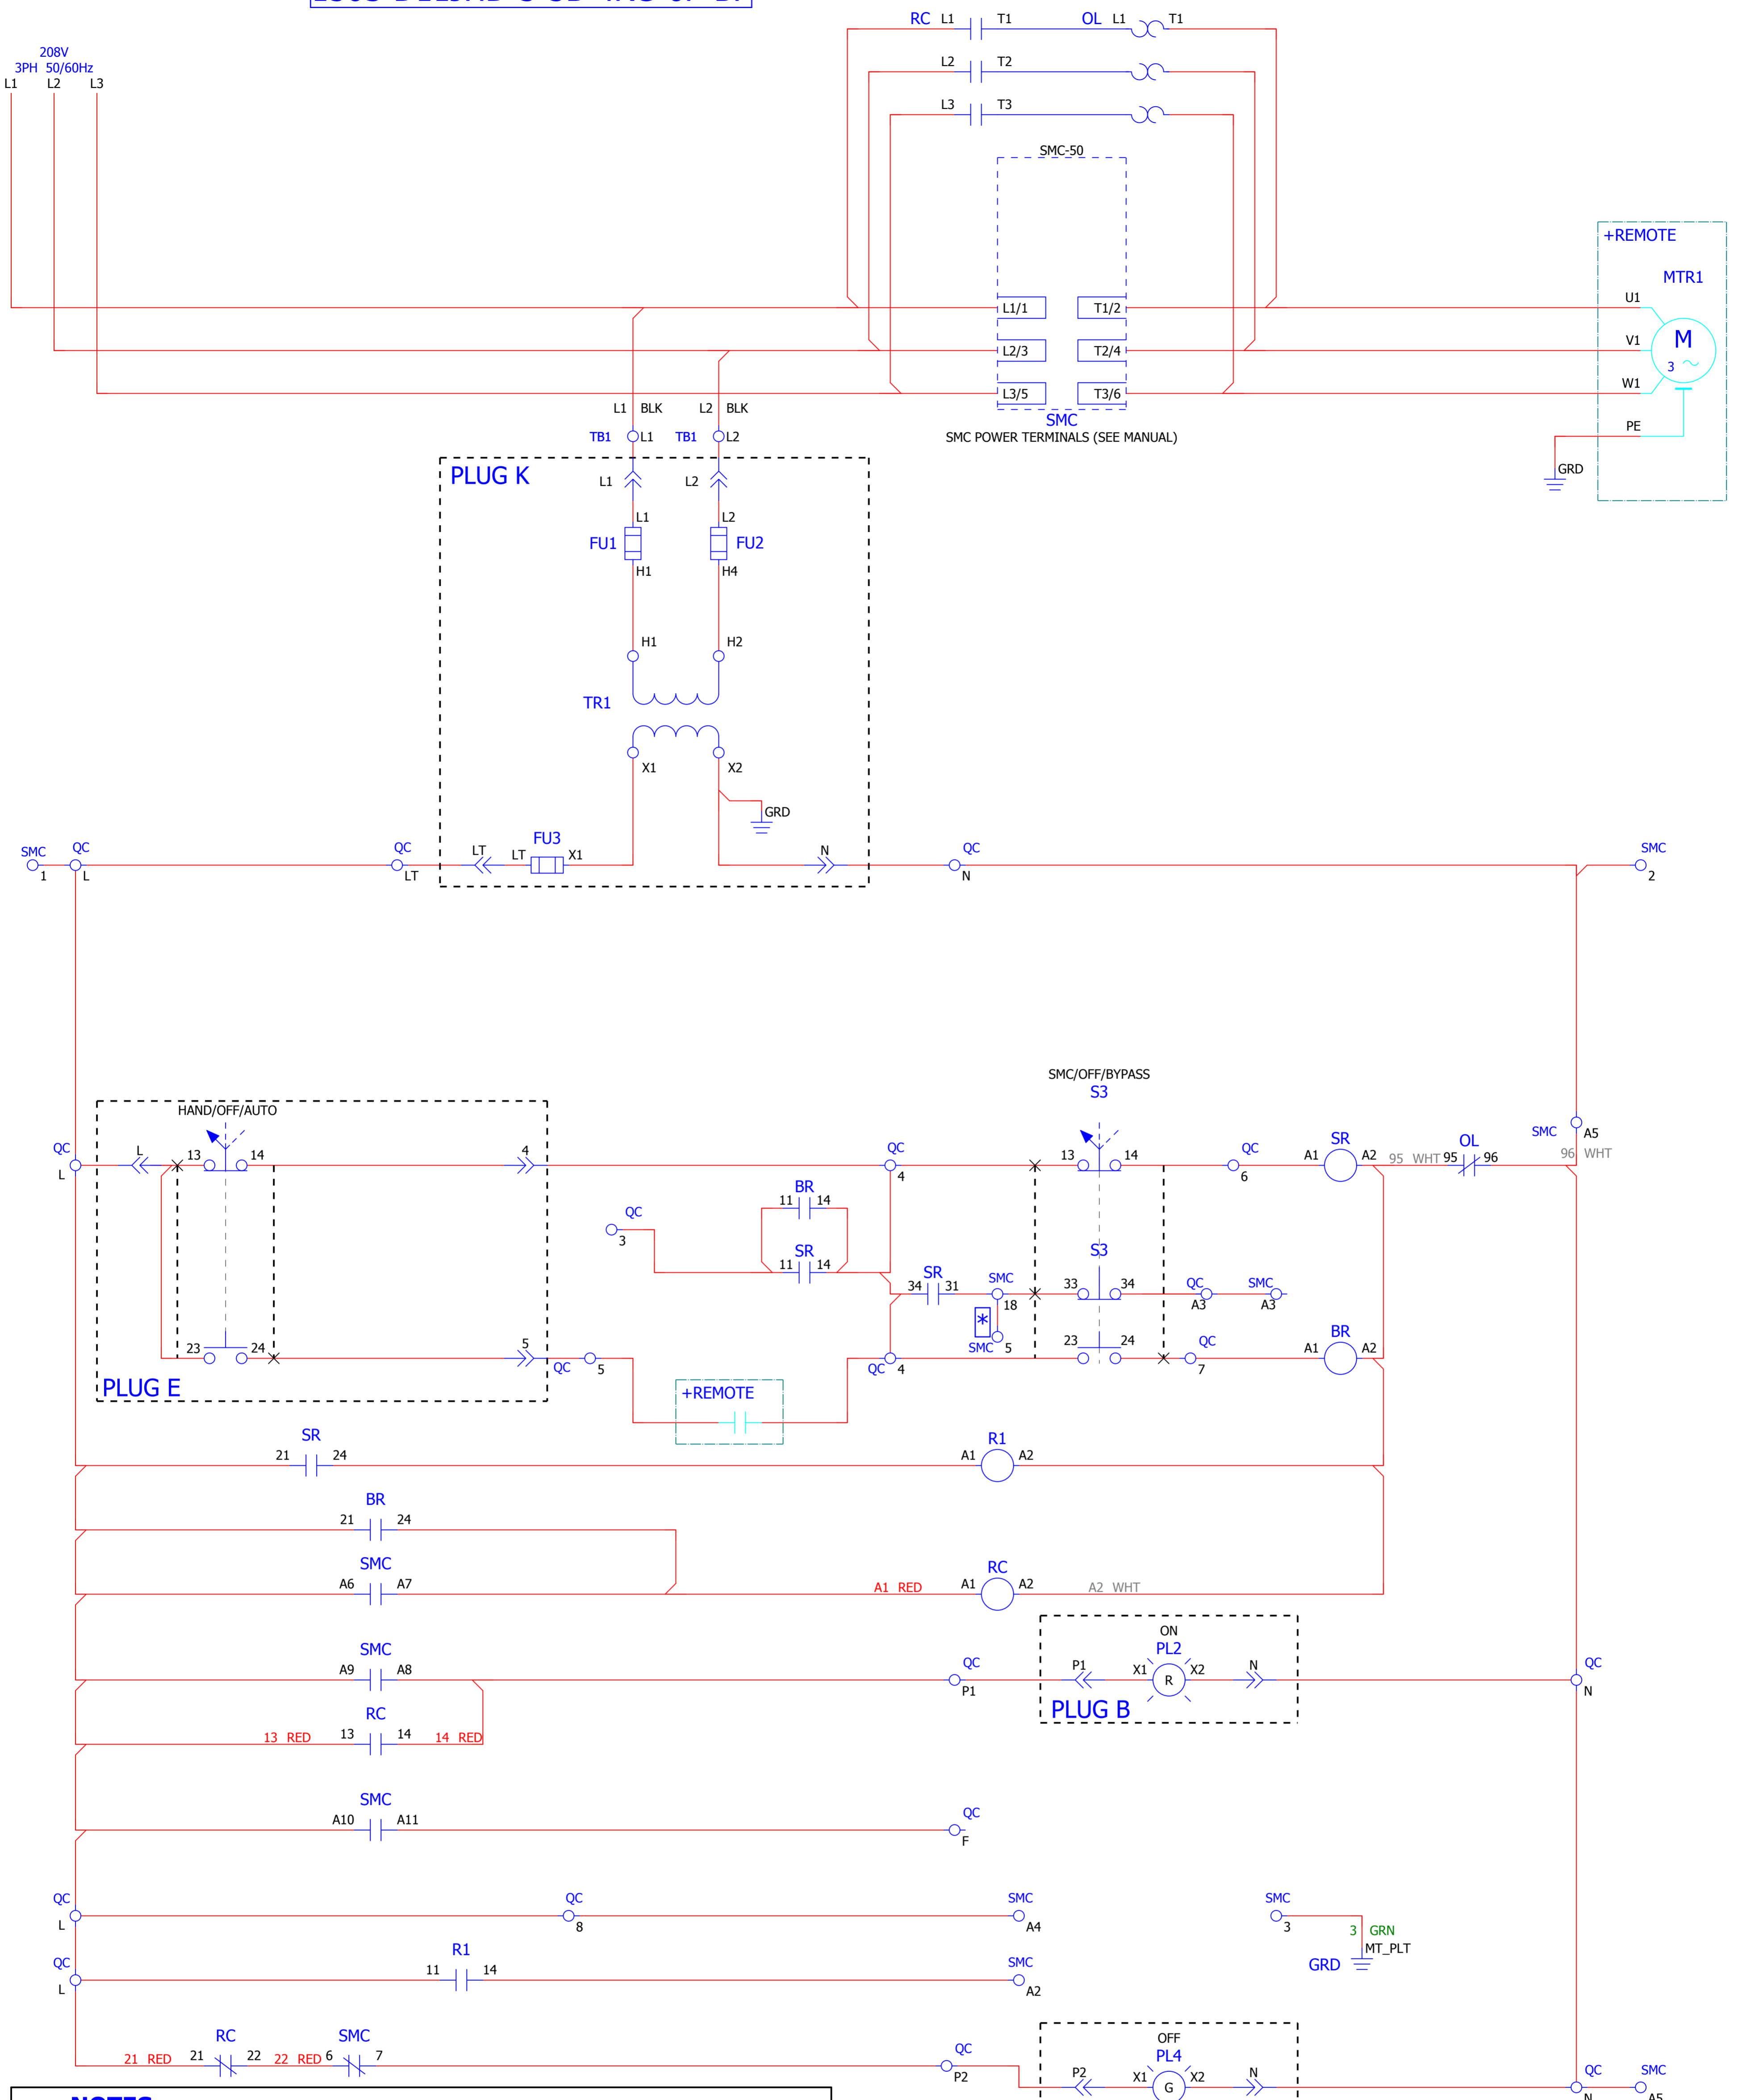 208V
3PH 50/60Hz
L1 L2 L3
RC L1 T1 OL L1 T1
L2 T2
L3 T3
SMC-50
L1/1 T1/2
L2/3 T2/4
L3/5 T3/6
SMC
SMC POWER TERMINALS (SEE MANUAL)
+REMOTE
MTR1
U1
V1
W1
M
3
PE
GRD
L1 BLK L2 BLK
TB1 L1 TB1 L2
PLUG K
L1 L2
L1 L2
FU1 FU2
H1 H4
H1 H2
TR1
X1 X2
GRD
SMC QC QC LT LT FU3 X1 N QC SMC
1 L LT N 2
SMC/OFF/BYPASS
S3
HAND/OFF/AUTO
QC L 13 14 4 QC 13 14 QC SR OL SMC A5
L 4 6 A1 A2 95 WHT 95 96 96 WHT
BR
11 14
QC
3
SR
11 14
S3
SR
34 31 SMC 33 34 QC SMC
18 A3 A3
*
SMC 5
23 24 5 QC 5 QC 4 23 24 QC 7 BR A1 A2
PLUG E
+REMOTE
SR
21 24
R1
A1 A2
BR
21 24
SMC
A6 A7
RC
A1 RED A1 A2 A2 WHT
ON
PL2
SMC
A9 A8 QC P1 P1 X1 R X2 N QC N
PLUG B
RC
13 RED 13 14 14 RED
SMC
A10 A11 QC
F
QC QC SMC SMC
L 8 A4 3
3 GRN
MT_PLT
GRD
QC R1 SMC
L 11 14 A2
OFF
PL4
RC SMC
21 RED 21 22 22 RED 6 7 QC P2 P2 X1 G X2 N QC SMC